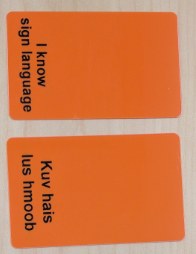 I know
sign language
Kuv hais
lus hmoob